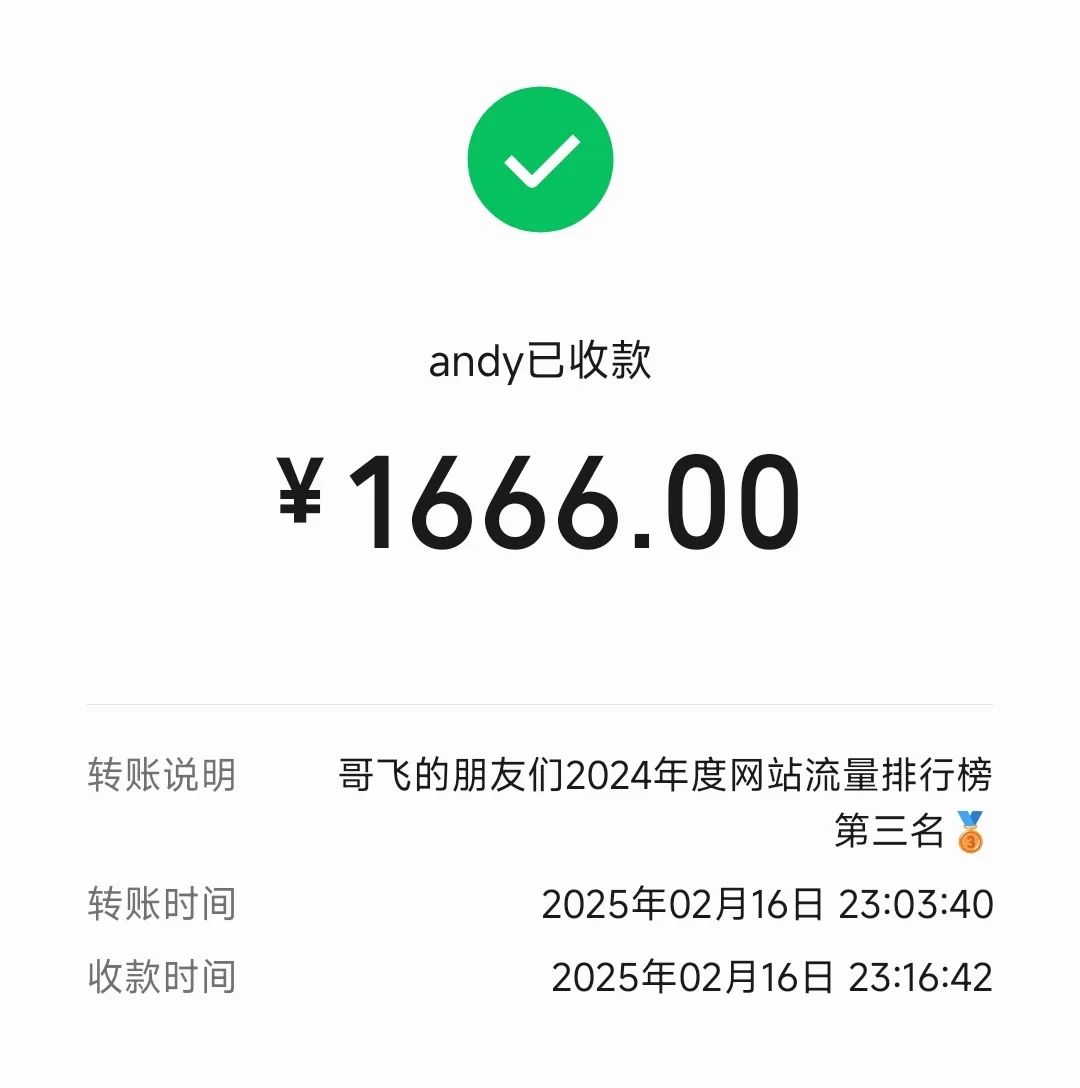 andy已收款
¥1666.00
转账说明 哥飞的朋友们2024年度网站流量排行榜
第三名🥉
转账时间 2025年02月16日 23:03:40
收款时间 2025年02月16日 23:16:42